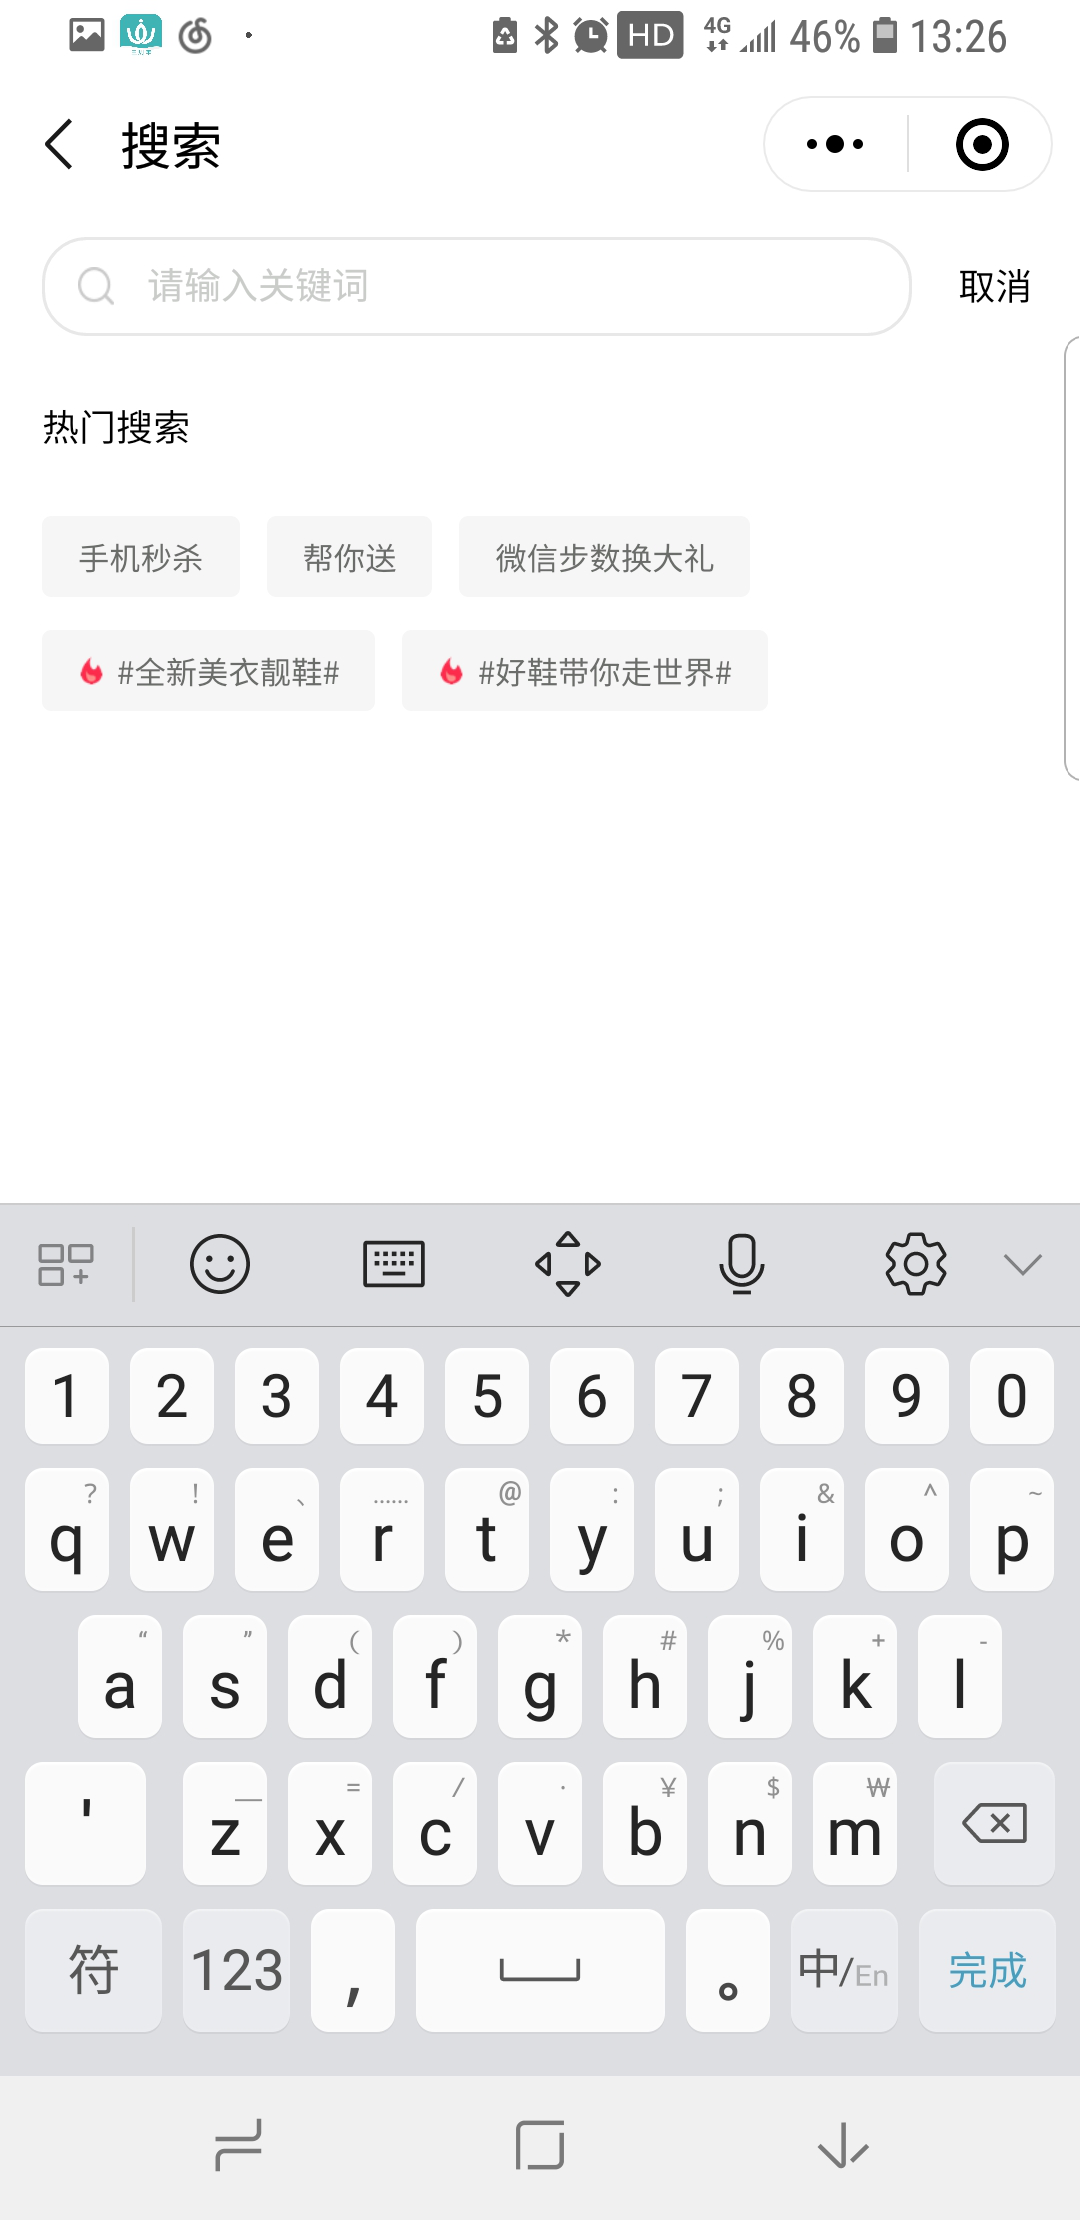 HD 4G 46% 13:26
搜索
请输入关键词 取消
热门搜索
手机秒杀 帮你送 微信步数换大礼
#全新美衣靓鞋# #好鞋带你走世界#
1 2 3 4 5 6 7 8 9 0
? ! 、 …… @ : ; & ^ ~
q w e r t y u i o p
“ ” ( ) * # % + -
a s d f g h j k l
— = / · ¥ $ ₩
' z x c v b n m
符 123 , 。 中/En 完成